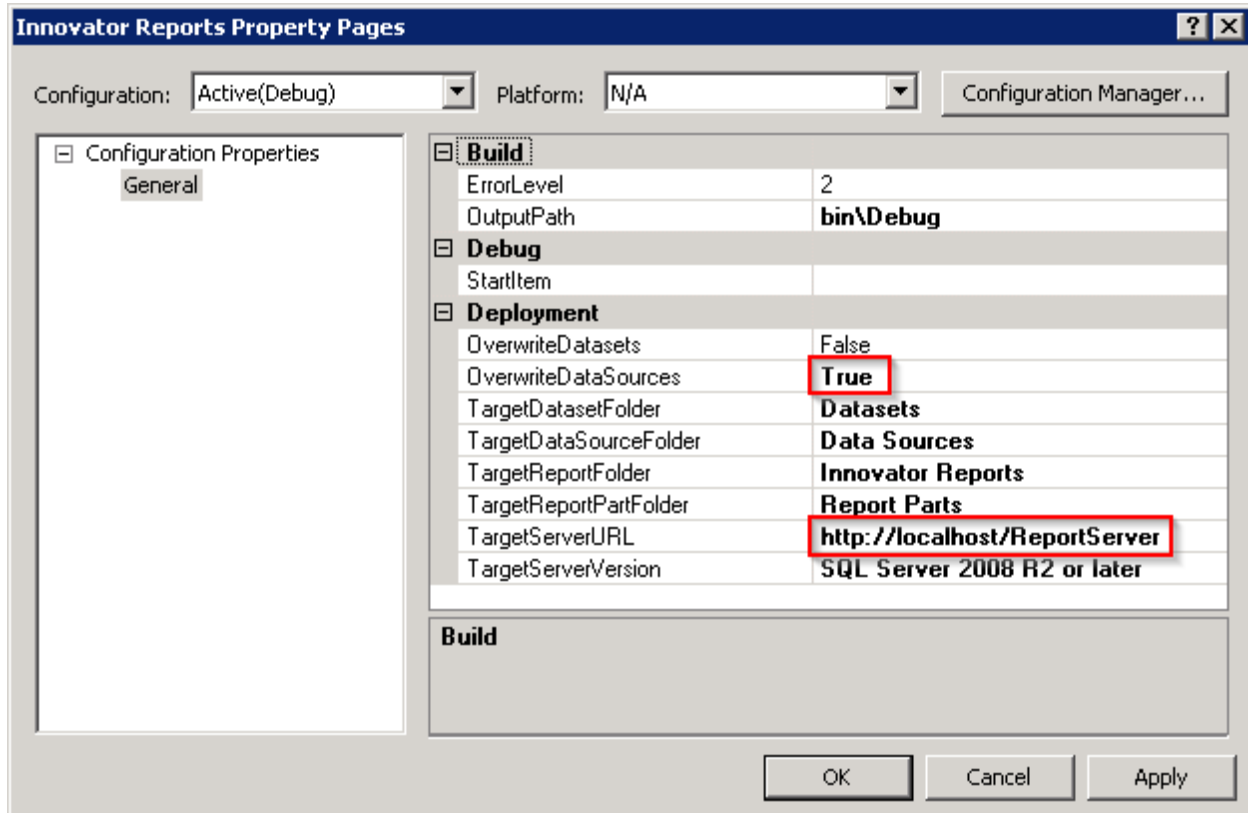 Innovator Reports Property Pages
Configuration: Active(Debug) Platform: N/A Configuration Manager...
Configuration Properties
General
Build
ErrorLevel 2
OutputPath bin\Debug
Debug
StartItem
Deployment
OverwriteDatasets False
OverwriteDataSources True
TargetDatasetFolder Datasets
TargetDataSourceFolder Data Sources
TargetReportFolder Innovator Reports
TargetReportPartFolder Report Parts
TargetServerURL http://localhost/ReportServer
TargetServerVersion SQL Server 2008 R2 or later
Build
OK Cancel Apply